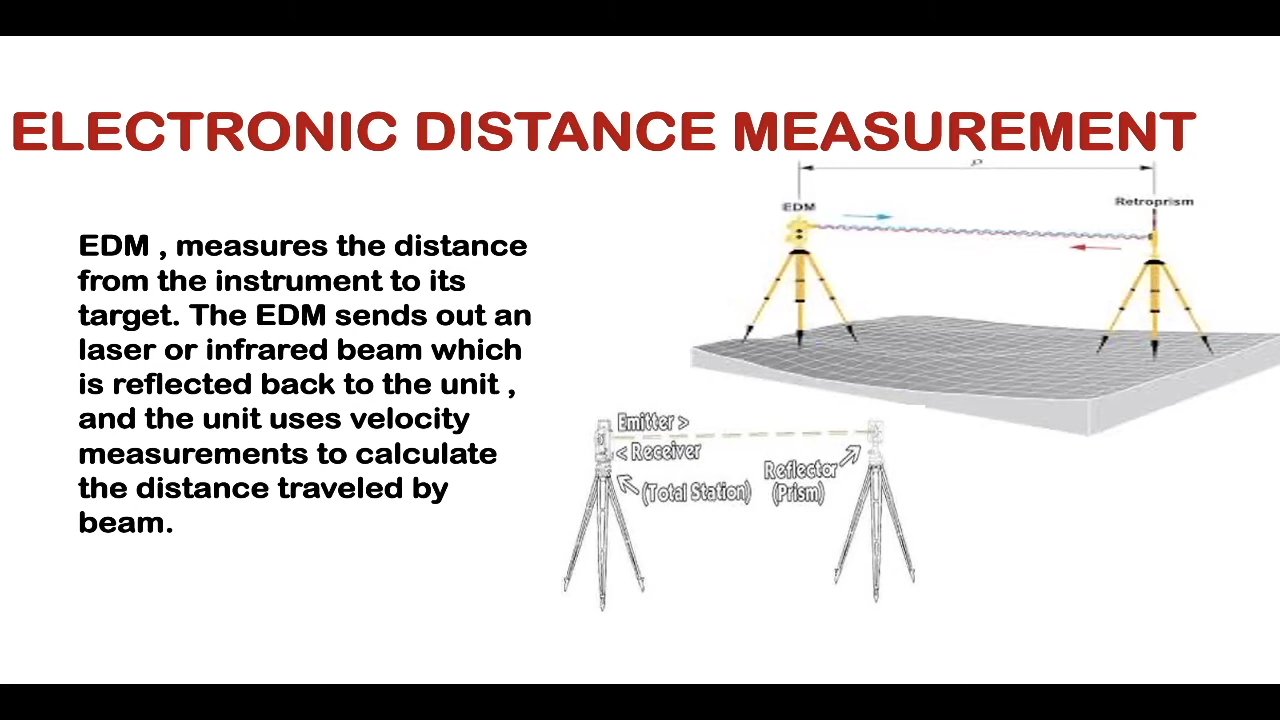 ELECTRONIC DISTANCE MEASUREMENT
EDM , measures the distance
from the instrument to its
target. The EDM sends out an
laser or infrared beam which
is reflected back to the unit ,
and the unit uses velocity
measurements to calculate
the distance traveled by
beam.
EDM
Retroprism
Emitter >
< Receiver
(Total Station)
Reflector
(Prism)